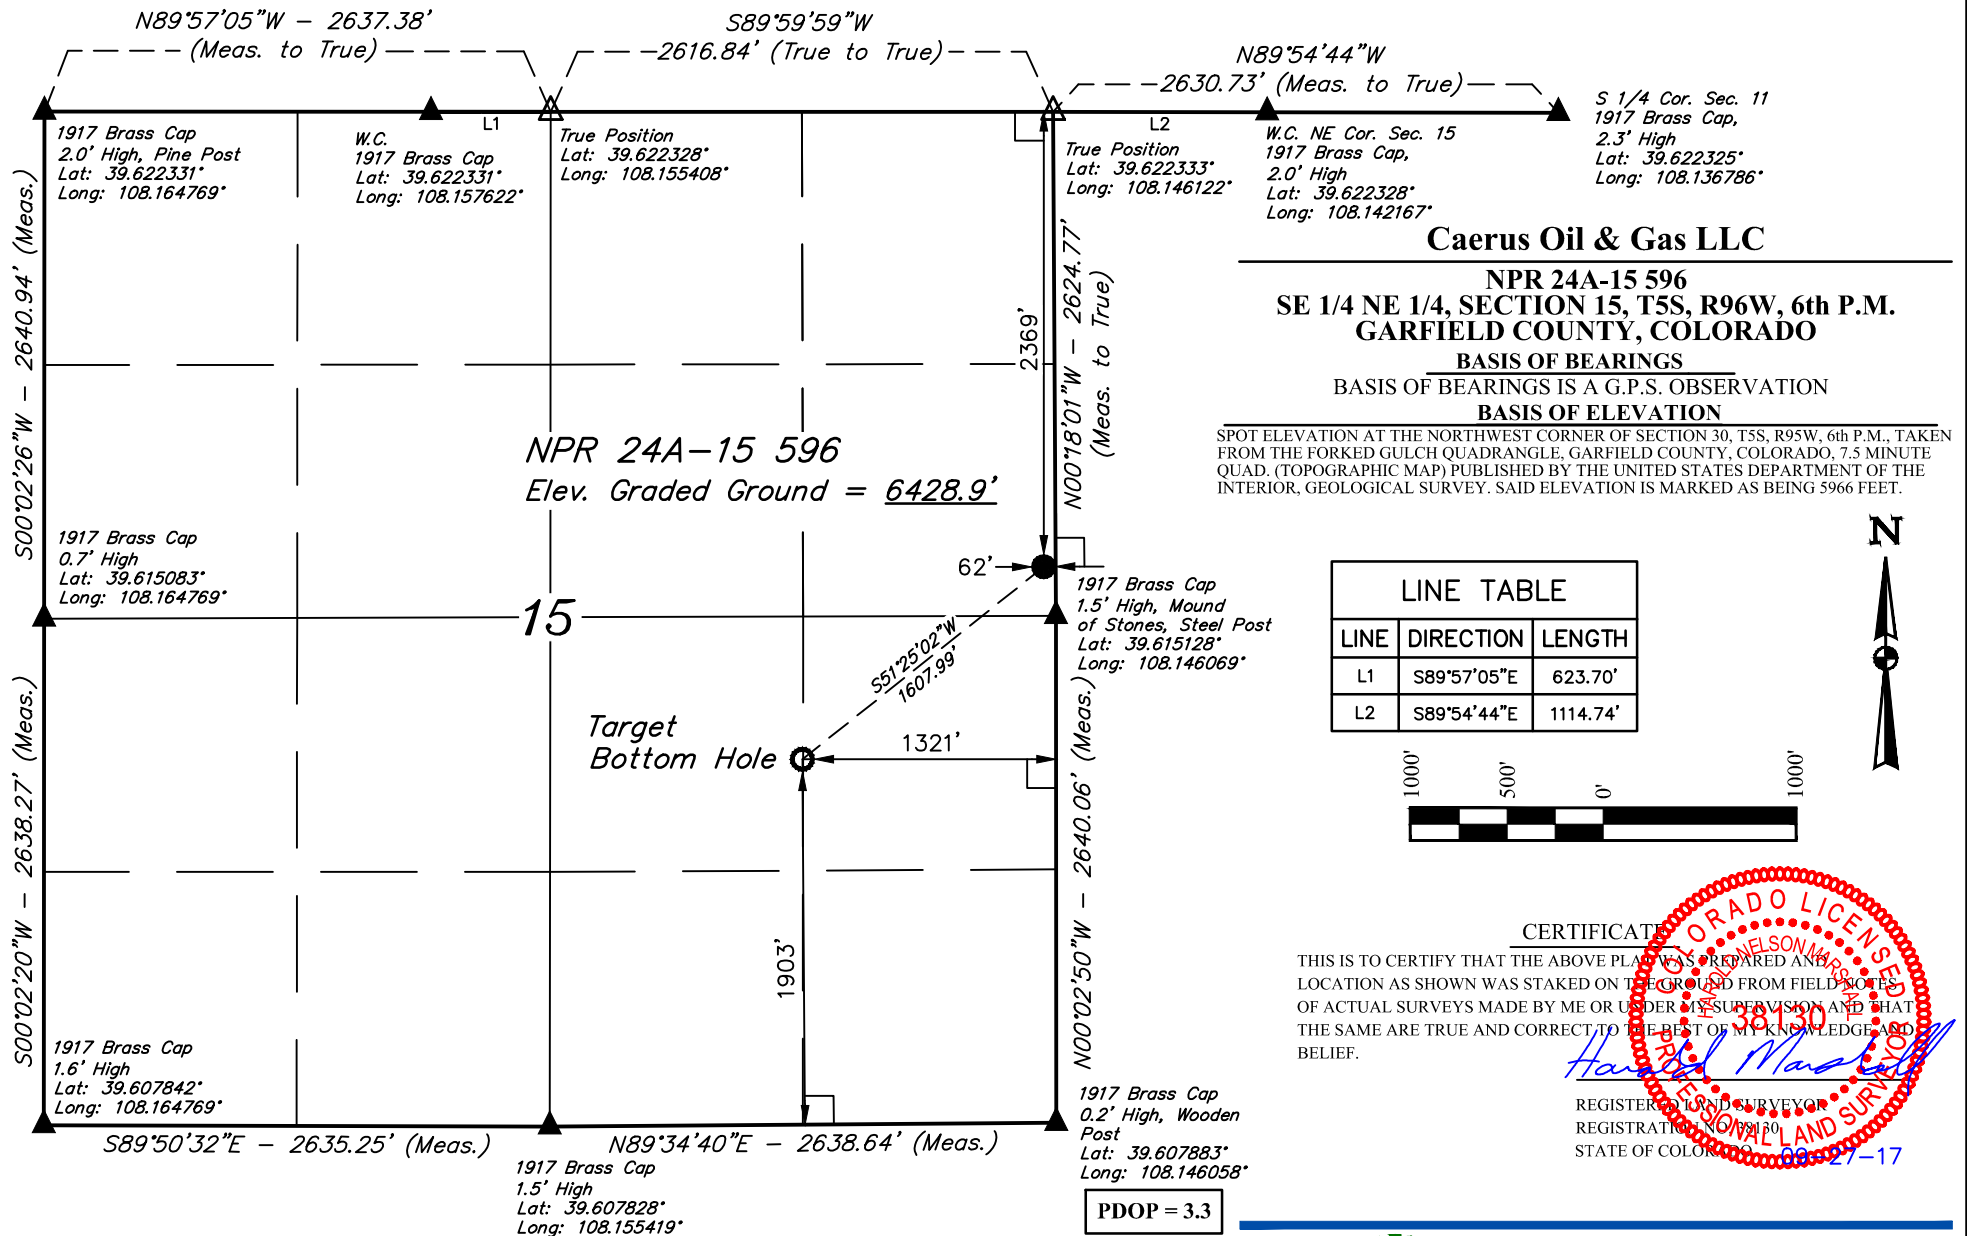 N89°57'05"W - 2637.38'
(Meas. to True)
S89°59'59"W
2616.84' (True to True)
N89°54'44"W
2630.73' (Meas. to True)
L1
L2
1917 Brass Cap
2.0' High, Pine Post
Lat: 39.622331°
Long: 108.164769°
W.C.
1917 Brass Cap
Lat: 39.622331°
Long: 108.157622°
True Position
Lat: 39.622328°
Long: 108.155408°
True Position
Lat: 39.622333°
Long: 108.146122°
W.C. NE Cor. Sec. 15
1917 Brass Cap,
2.0' High
Lat: 39.622328°
Long: 108.142167°
S 1/4 Cor. Sec. 11
1917 Brass Cap,
2.3' High
Lat: 39.622325°
Long: 108.136786°
S00°02'26"W - 2640.94' (Meas.)
2369'
N00°18'01"W - 2624.77'
(Meas. to True)
NPR 24A-15 596
Elev. Graded Ground = 6428.9'
1917 Brass Cap
0.7' High
Lat: 39.615083°
Long: 108.164769°
62'
15
1917 Brass Cap
1.5' High, Mound
of Stones, Steel Post
Lat: 39.615128°
Long: 108.146069°
S51°25'02"W
1607.99'
Target
Bottom Hole
1321'
1903'
S00°02'20"W - 2638.27' (Meas.)
N00°02'50"W - 2640.06' (Meas.)
1917 Brass Cap
1.6' High
Lat: 39.607842°
Long: 108.164769°
S89°50'32"E - 2635.25' (Meas.)
N89°34'40"E - 2638.64' (Meas.)
1917 Brass Cap
1.5' High
Lat: 39.607828°
Long: 108.155419°
1917 Brass Cap
0.2' High, Wooden
Post
Lat: 39.607883°
Long: 108.146058°
PDOP = 3.3
Caerus Oil & Gas LLC
NPR 24A-15 596
SE 1/4 NE 1/4, SECTION 15, T5S, R96W, 6th P.M.
GARFIELD COUNTY, COLORADO
BASIS OF BEARINGS
BASIS OF BEARINGS IS A G.P.S. OBSERVATION
BASIS OF ELEVATION
SPOT ELEVATION AT THE NORTHWEST CORNER OF SECTION 30, T5S, R95W, 6th P.M., TAKEN
FROM THE FORKED GULCH QUADRANGLE, GARFIELD COUNTY, COLORADO, 7.5 MINUTE
QUAD. (TOPOGRAPHIC MAP) PUBLISHED BY THE UNITED STATES DEPARTMENT OF THE
INTERIOR, GEOLOGICAL SURVEY. SAID ELEVATION IS MARKED AS BEING 5966 FEET.
N
LINE TABLE
LINE DIRECTION LENGTH
L1 S89°57'05"E 623.70'
L2 S89°54'44"E 1114.74'
1000' 500' 0' 1000'
CERTIFICATE
THIS IS TO CERTIFY THAT THE ABOVE PLAT WAS PREPARED AND
LOCATION AS SHOWN WAS STAKED ON THE GROUND FROM FIELD NOTES
OF ACTUAL SURVEYS MADE BY ME OR UNDER MY SUPERVISION AND THAT
THE SAME ARE TRUE AND CORRECT TO THE BEST OF MY KNOWLEDGE AND
BELIEF.
COLORADO LICENSED
HAROLD NELSON MARSHALL
38130
PROFESSIONAL LAND SURVEYOR
Harold Marshall
REGISTERED LAND SURVEYOR
REGISTRATION NO. 38130
STATE OF COLORADO
09-27-17